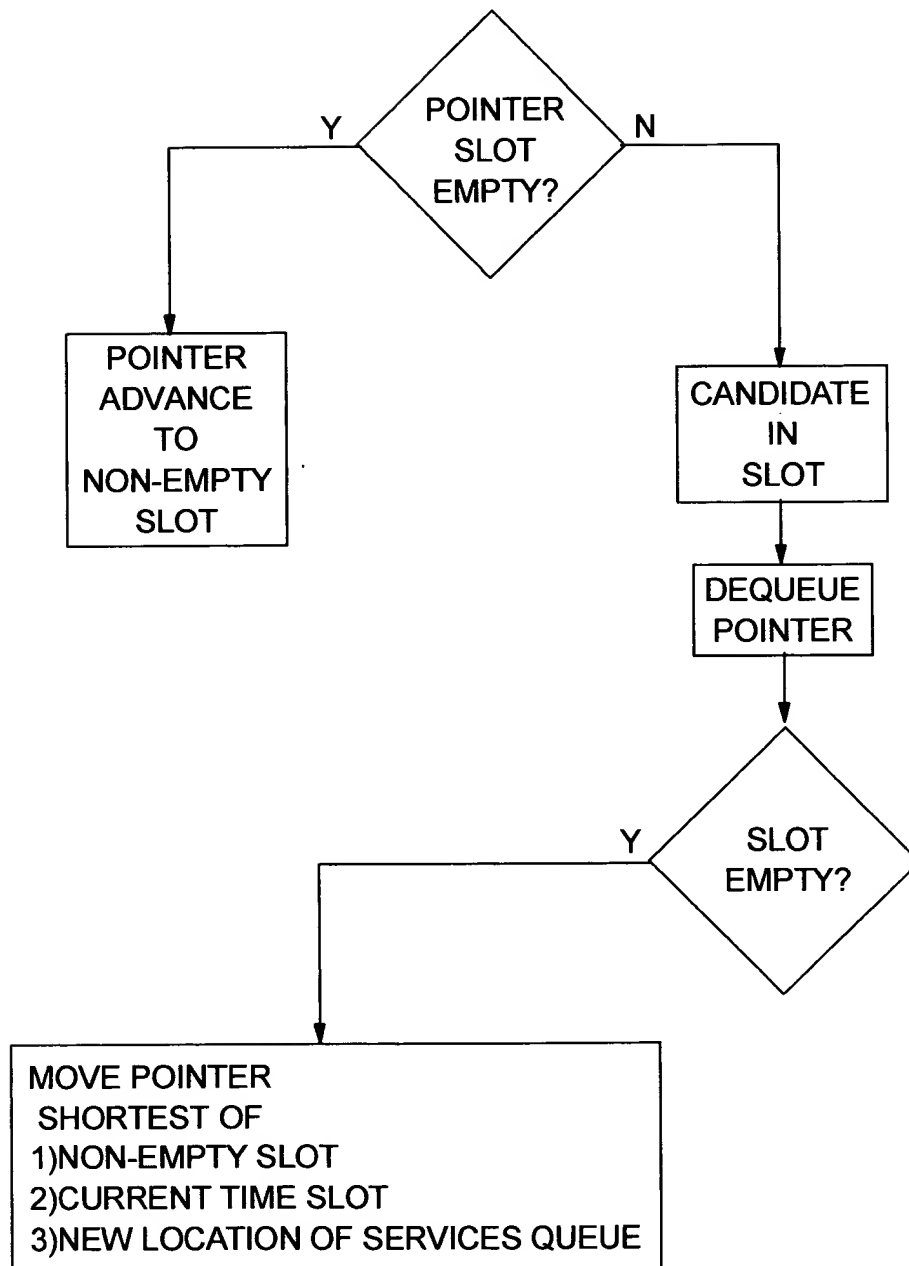 POINTER
SLOT
EMPTY?
Y
N
POINTER
ADVANCE
TO
NON-EMPTY
SLOT
CANDIDATE
IN
SLOT
DEQUEUE
POINTER
SLOT
EMPTY?
Y
MOVE POINTER
SHORTEST OF
1)NON-EMPTY SLOT
2)CURRENT TIME SLOT
3)NEW LOCATION OF SERVICES QUEUE